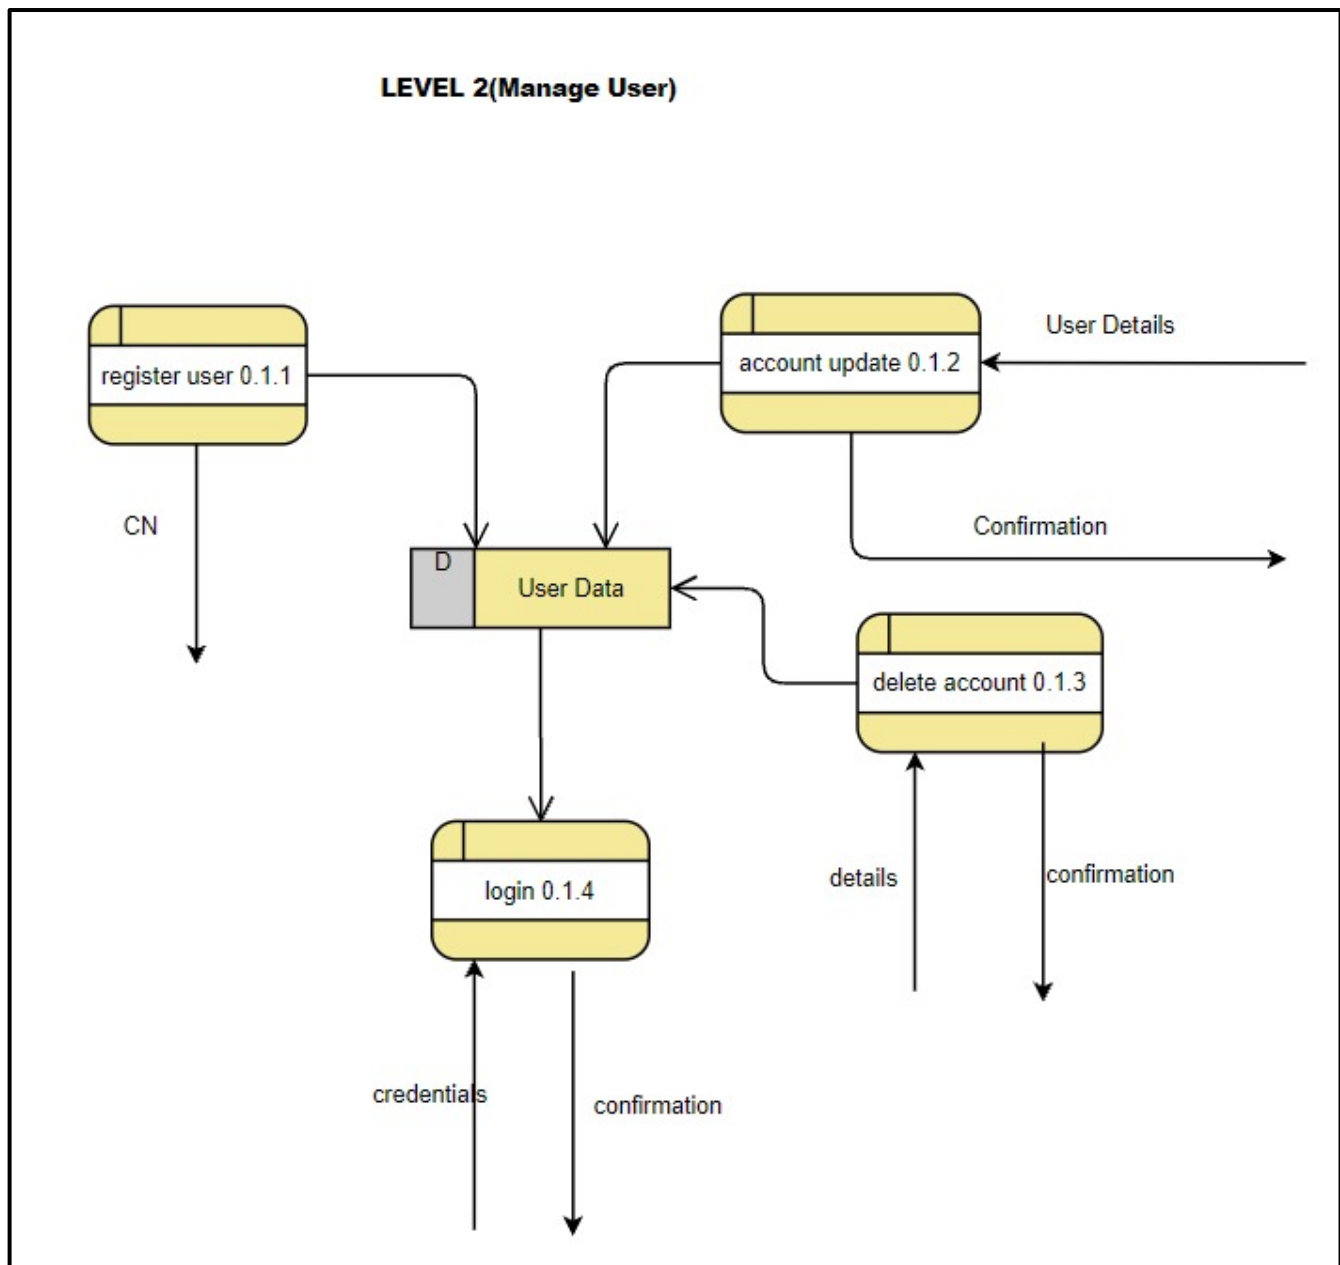 LEVEL 2(Manage User)
register user 0.1.1
account update 0.1.2
User Details
CN
Confirmation
D
User Data
delete account 0.1.3
login 0.1.4
details
confirmation
credentials
confirmation